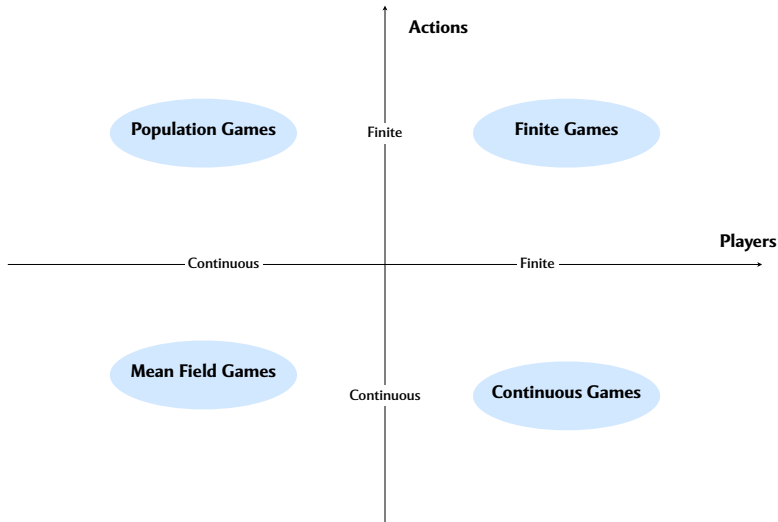 Actions
Population Games
Finite
Finite Games
Players
Continuous
Finite
Mean Field Games
Continuous
Continuous Games